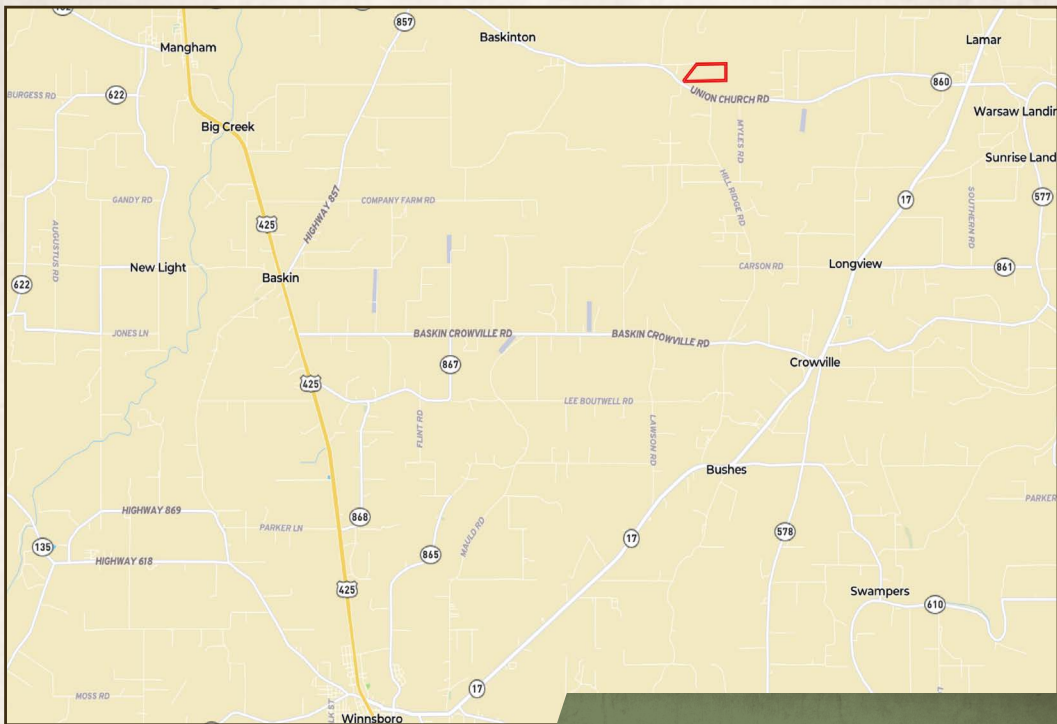 857
Mangham
Baskinton
Lamar
860
BURGESS RD
622
UNION CHURCH RD
Warsaw Landin
Big Creek
MYLES RD
Sunrise Land
HILL RIDGE RD
577
GANDY RD
HIGHWAY 857
COMPANY FARM RD
17
SOUTHERN RD
425
AUGUSTUS RD
New Light
Baskin
CARSON RD
Longview
861
622
JONES LN
BASKIN CROWVILLE RD
BASKIN CROWVILLE RD
867
Crowville
425
LEE BOUTWELL RD
FLINT RD
LAWSON RD
Bushes
PARKER
HIGHWAY 869
868
PARKER LN
MAULD RD
17
578
135
865
HIGHWAY 618
425
Swampers
610
17
MOSS RD
Winnsboro